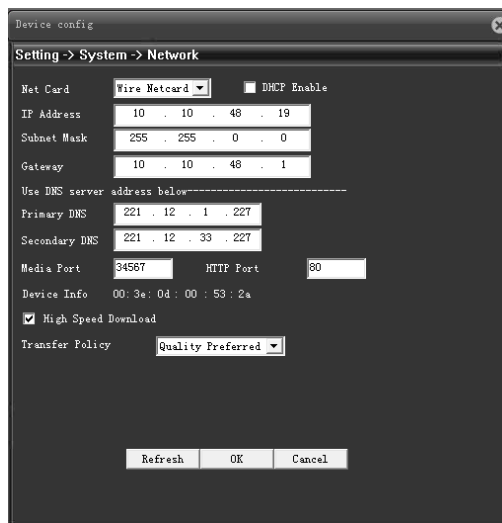 Device config
Setting -> System -> Network
Net Card Wire Netcard DHCP Enable
IP Address 10 . 10 . 48 . 19
Subnet Mask 255 . 255 . 0 . 0
Gateway 10 . 10 . 48 . 1
Use DNS server address below----------------------------
Primary DNS 221 . 12 . 1 . 227
Secondary DNS 221 . 12 . 33 . 227
Media Port 34567 HTTP Port 80
Device Info 00: 3e: 0d : 00 : 53 : 2a
High Speed Download
Transfer Policy Quality Preferred
Refresh OK Cancel